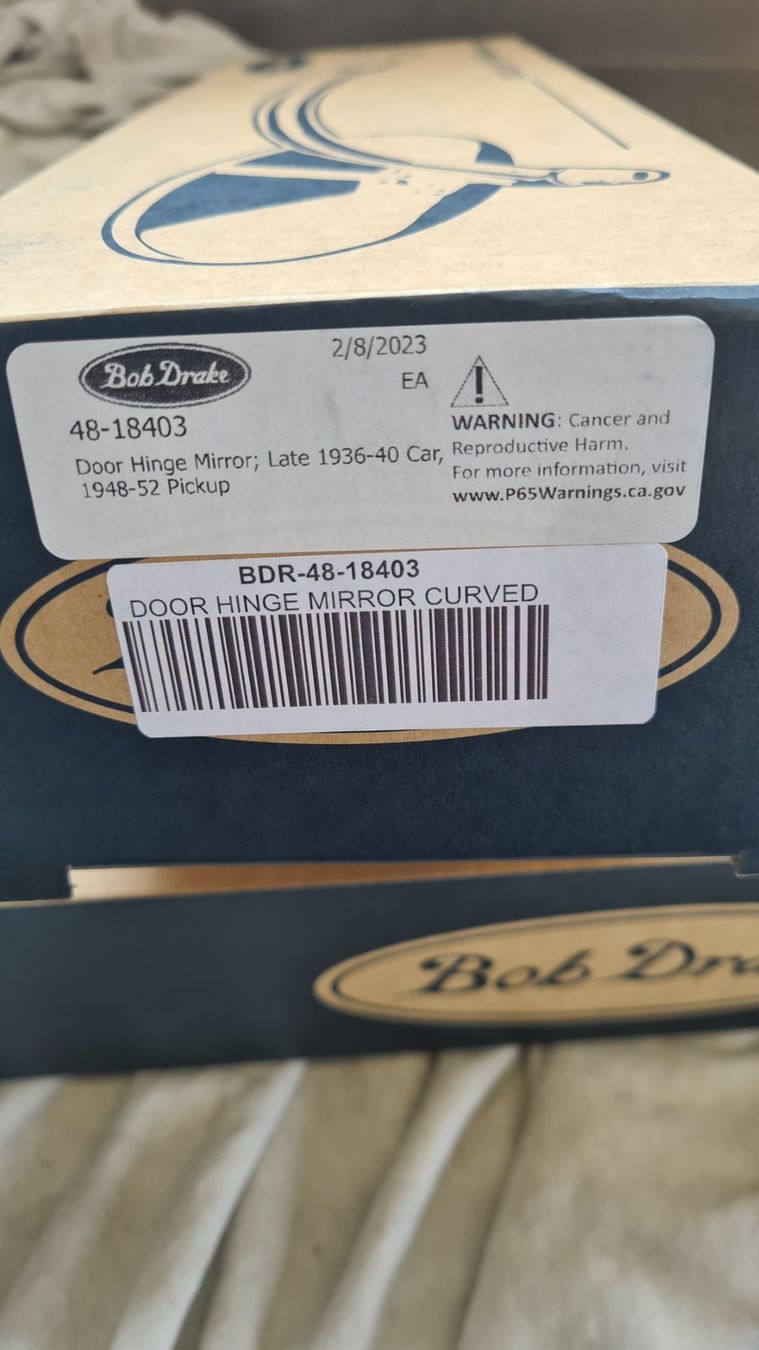 Bob Drake
2/8/2023
EA
48-18403
Door Hinge Mirror; Late 1936-40 Car,
1948-52 Pickup
WARNING: Cancer and
Reproductive Harm.
For more information, visit
www.P65Warnings.ca.gov
BDR-48-18403
DOOR HINGE MIRROR CURVED
Bob Dra